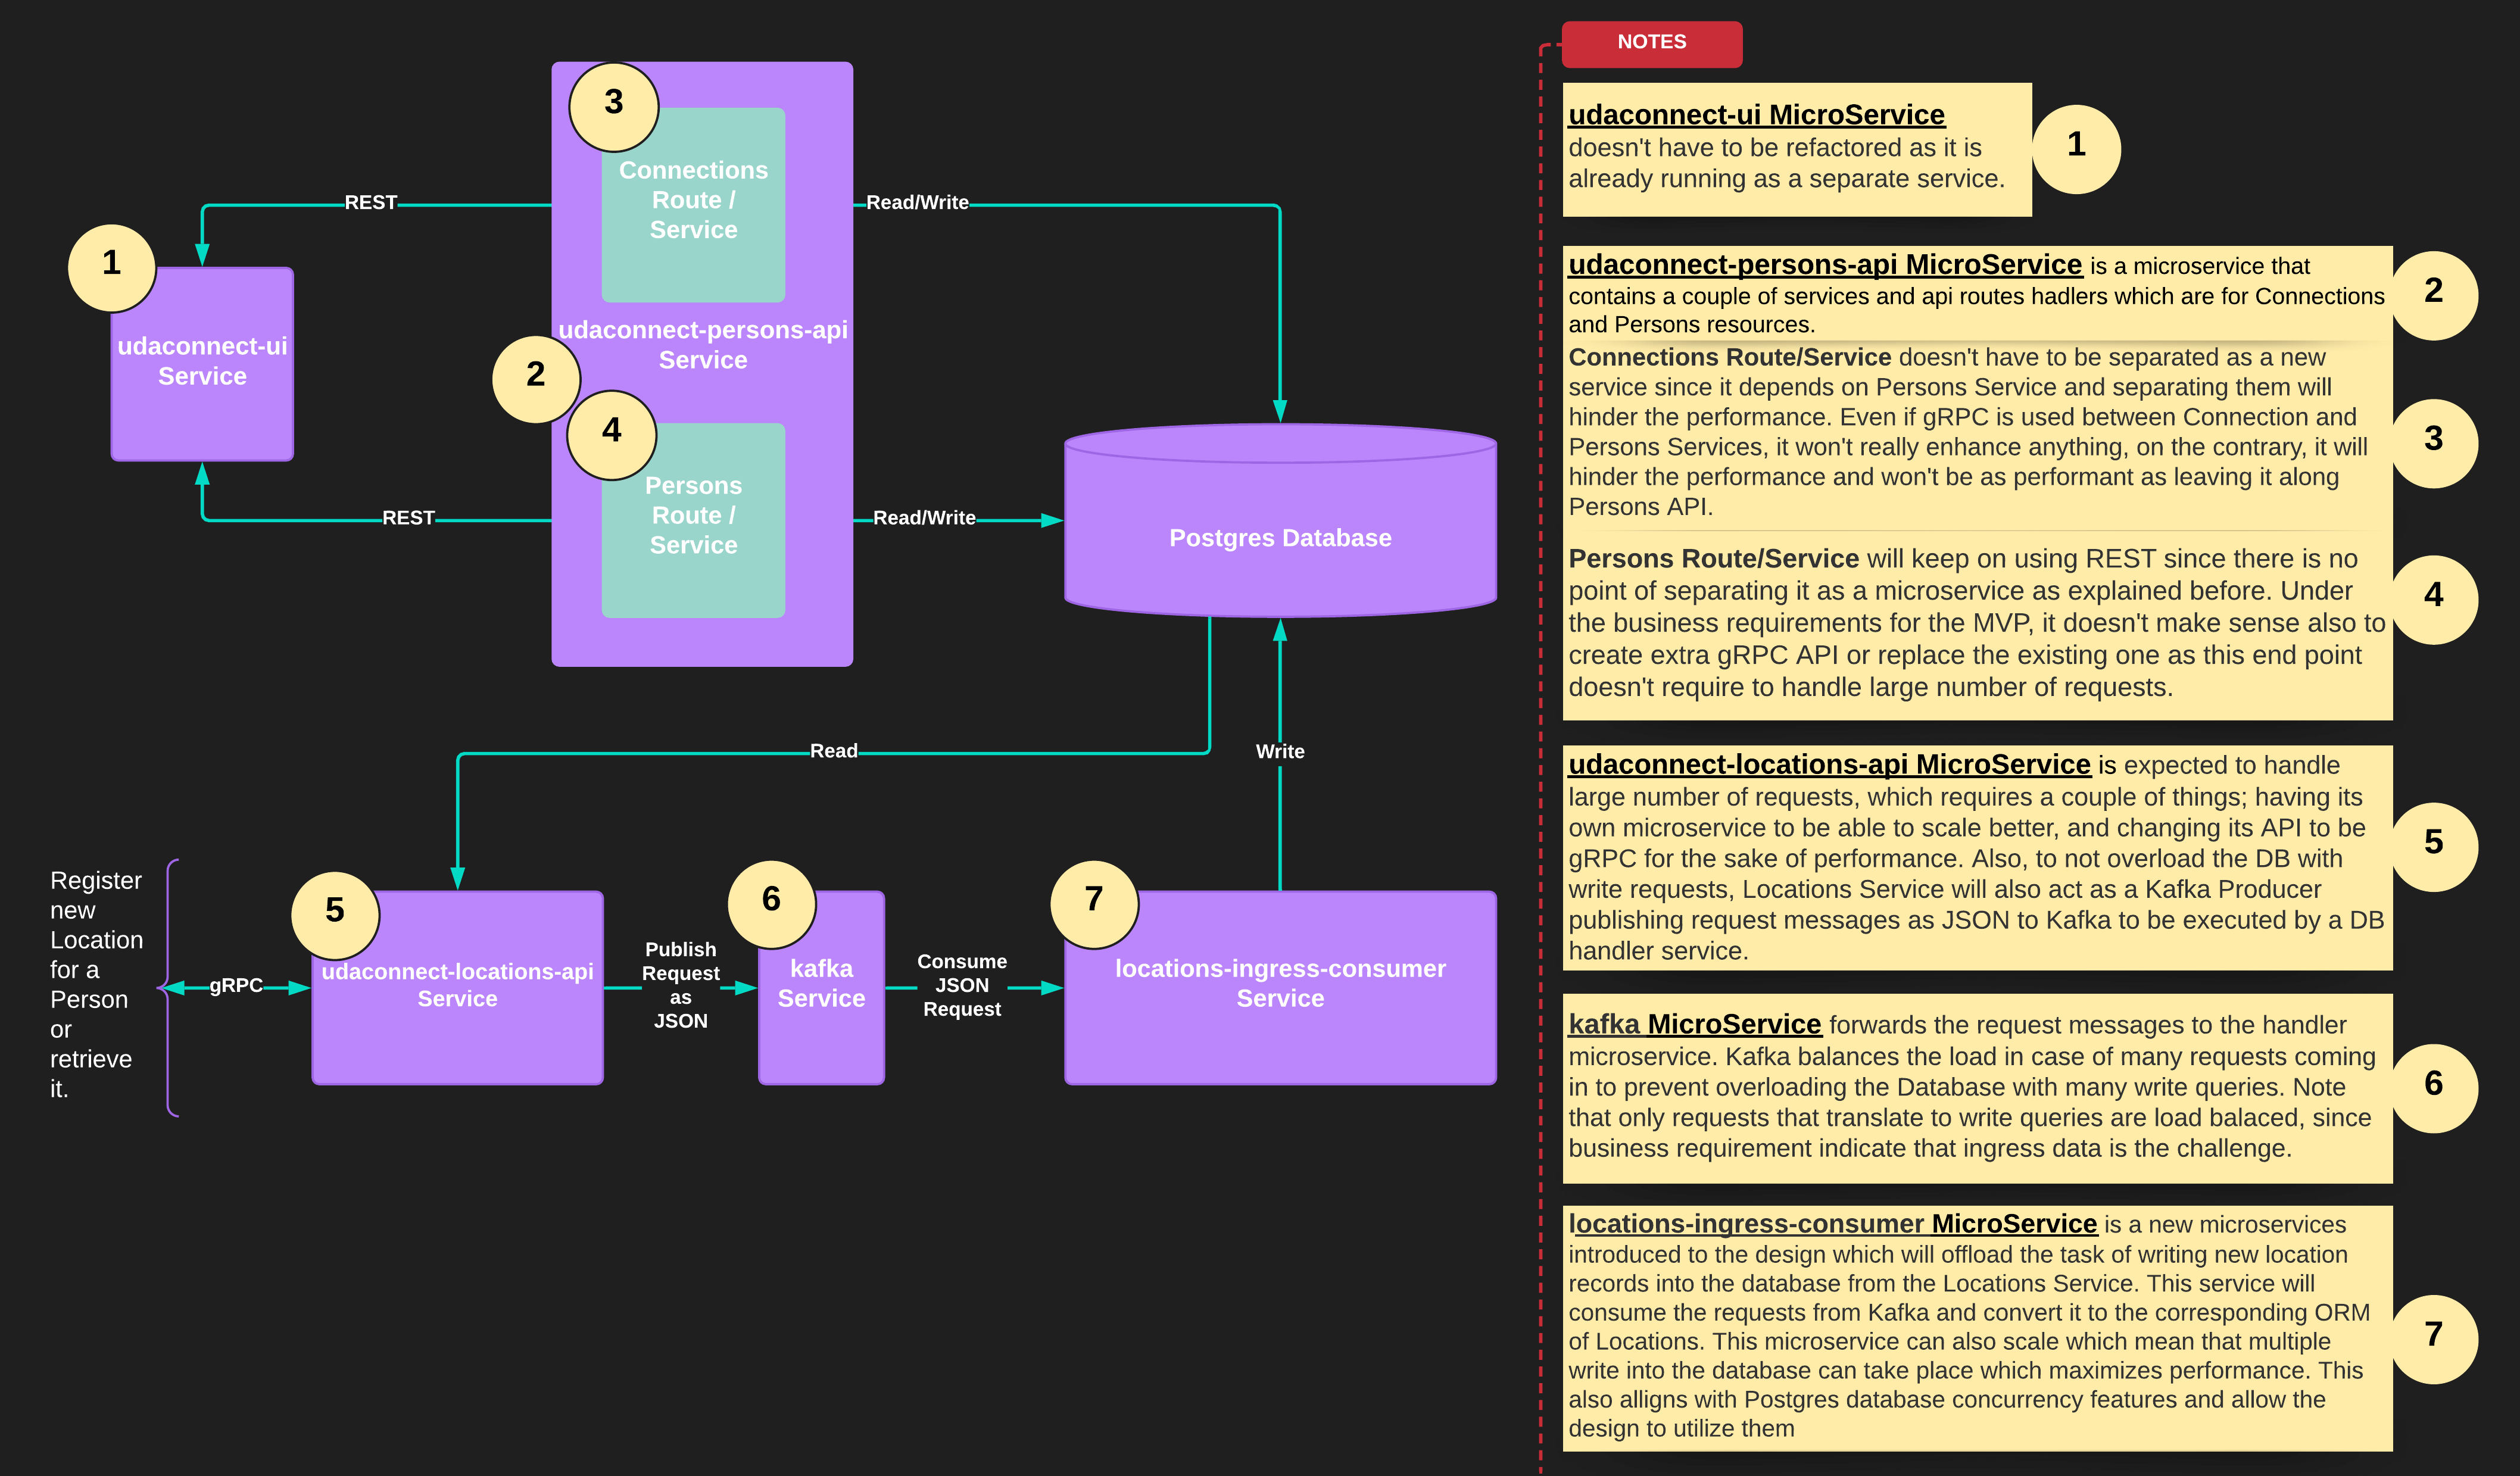 3
Connections
Route /
Service
REST
Read/Write
1
udaconnect-ui
Service
udaconnect-persons-api
Service
2
4
Persons
Route /
Service
REST
Read/Write
Postgres Database
Read
Write
Register
new
Location
for a
Person
or
retrieve
it.
gRPC
5
udaconnect-locations-api
Service
Publish
Request
as
JSON
6
kafka
Service
Consume
JSON
Request
7
locations-ingress-consumer
Service
NOTES
udaconnect-ui MicroService
doesn't have to be refactored as it is
already running as a separate service.
1
udaconnect-persons-api MicroService is a microservice that
contains a couple of services and api routes hadlers which are for Connections
and Persons resources.
2
Connections Route/Service doesn't have to be separated as a new
service since it depends on Persons Service and separating them will
hinder the performance. Even if gRPC is used between Connection and
Persons Services, it won't really enhance anything, on the contrary, it will
hinder the performance and won't be as performant as leaving it along
Persons API.
3
Persons Route/Service will keep on using REST since there is no
point of separating it as a microservice as explained before. Under
the business requirements for the MVP, it doesn't make sense also to
create extra gRPC API or replace the existing one as this end point
doesn't require to handle large number of requests.
4
udaconnect-locations-api MicroService is expected to handle
large number of requests, which requires a couple of things; having its
own microservice to be able to scale better, and changing its API to be
gRPC for the sake of performance. Also, to not overload the DB with
write requests, Locations Service will also act as a Kafka Producer
publishing request messages as JSON to Kafka to be executed by a DB
handler service.
5
kafka MicroService forwards the request messages to the handler
microservice. Kafka balances the load in case of many requests coming
in to prevent overloading the Database with many write queries. Note
that only requests that translate to write queries are load balaced, since
business requirement indicate that ingress data is the challenge.
6
locations-ingress-consumer MicroService is a new microservices
introduced to the design which will offload the task of writing new location
records into the database from the Locations Service. This service will
consume the requests from Kafka and convert it to the corresponding ORM
of Locations. This microservice can also scale which mean that multiple
write into the database can take place which maximizes performance. This
also alligns with Postgres database concurrency features and allow the
design to utilize them
7